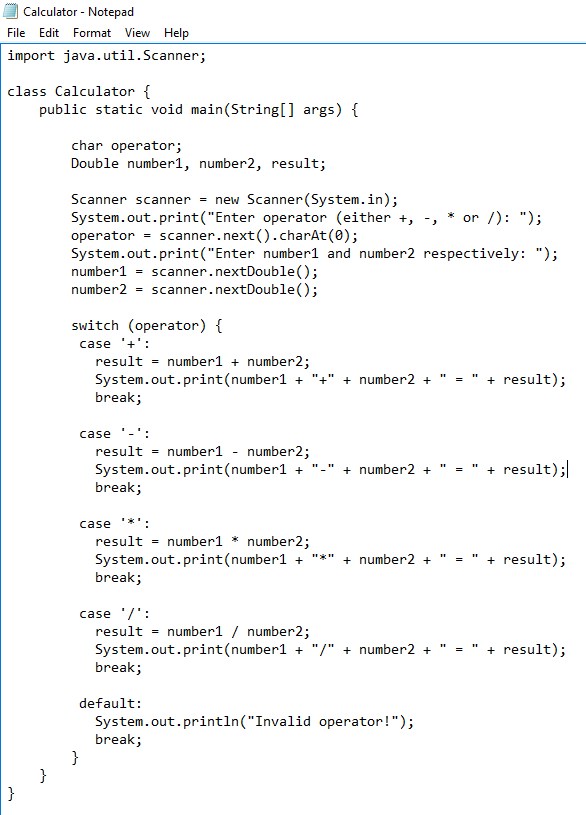 Calculator - Notepad
File Edit Format View Help
import java.util.Scanner;

class Calculator {
    public static void main(String[] args) {

        char operator;
        Double number1, number2, result;

        Scanner scanner = new Scanner(System.in);
        System.out.print("Enter operator (either +, -, * or /): ");
        operator = scanner.next().charAt(0);
        System.out.print("Enter number1 and number2 respectively: ");
        number1 = scanner.nextDouble();
        number2 = scanner.nextDouble();

        switch (operator) {
         case '+':
           result = number1 + number2;
           System.out.print(number1 + "+" + number2 + " = " + result);
           break;

         case '-':
           result = number1 - number2;
           System.out.print(number1 + "-" + number2 + " = " + result);
           break;

         case '*':
           result = number1 * number2;
           System.out.print(number1 + "*" + number2 + " = " + result);
           break;

         case '/':
           result = number1 / number2;
           System.out.print(number1 + "/" + number2 + " = " + result);
           break;

         default:
           System.out.println("Invalid operator!");
           break;
        }
    }
}